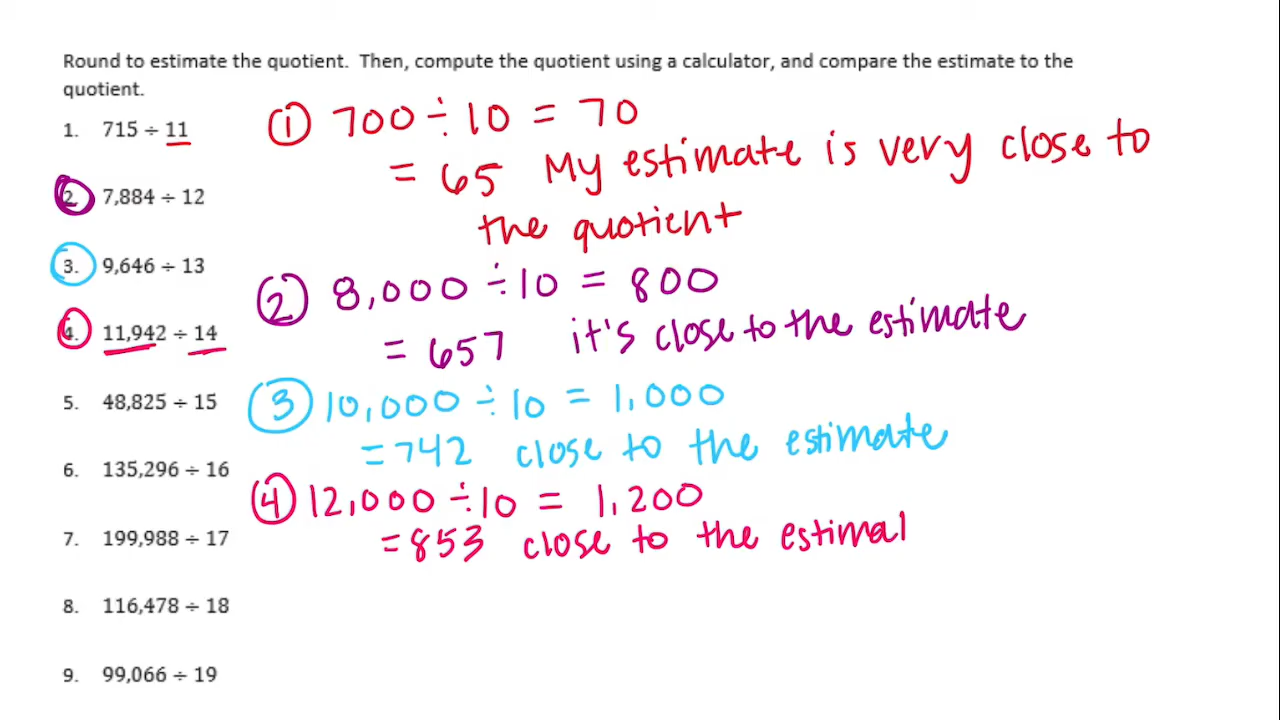 Round to estimate the quotient. Then, compute the quotient using a calculator, and compare the estimate to the
quotient.
1. 715 ÷ 11
2. 7,884 ÷ 12
3. 9,646 ÷ 13
4. 11,942 ÷ 14
5. 48,825 ÷ 15
6. 135,296 ÷ 16
7. 199,988 ÷ 17
8. 116,478 ÷ 18
9. 99,066 ÷ 19
1 700 ÷ 10 = 70
= 65 My estimate is very close to
the quotient
2 8,000 ÷ 10 = 800
= 657 it's close to the estimate
3 10,000 ÷ 10 = 1,000
= 742 close to the estimate
4 12,000 ÷ 10 = 1,200
= 853 close to the estimal